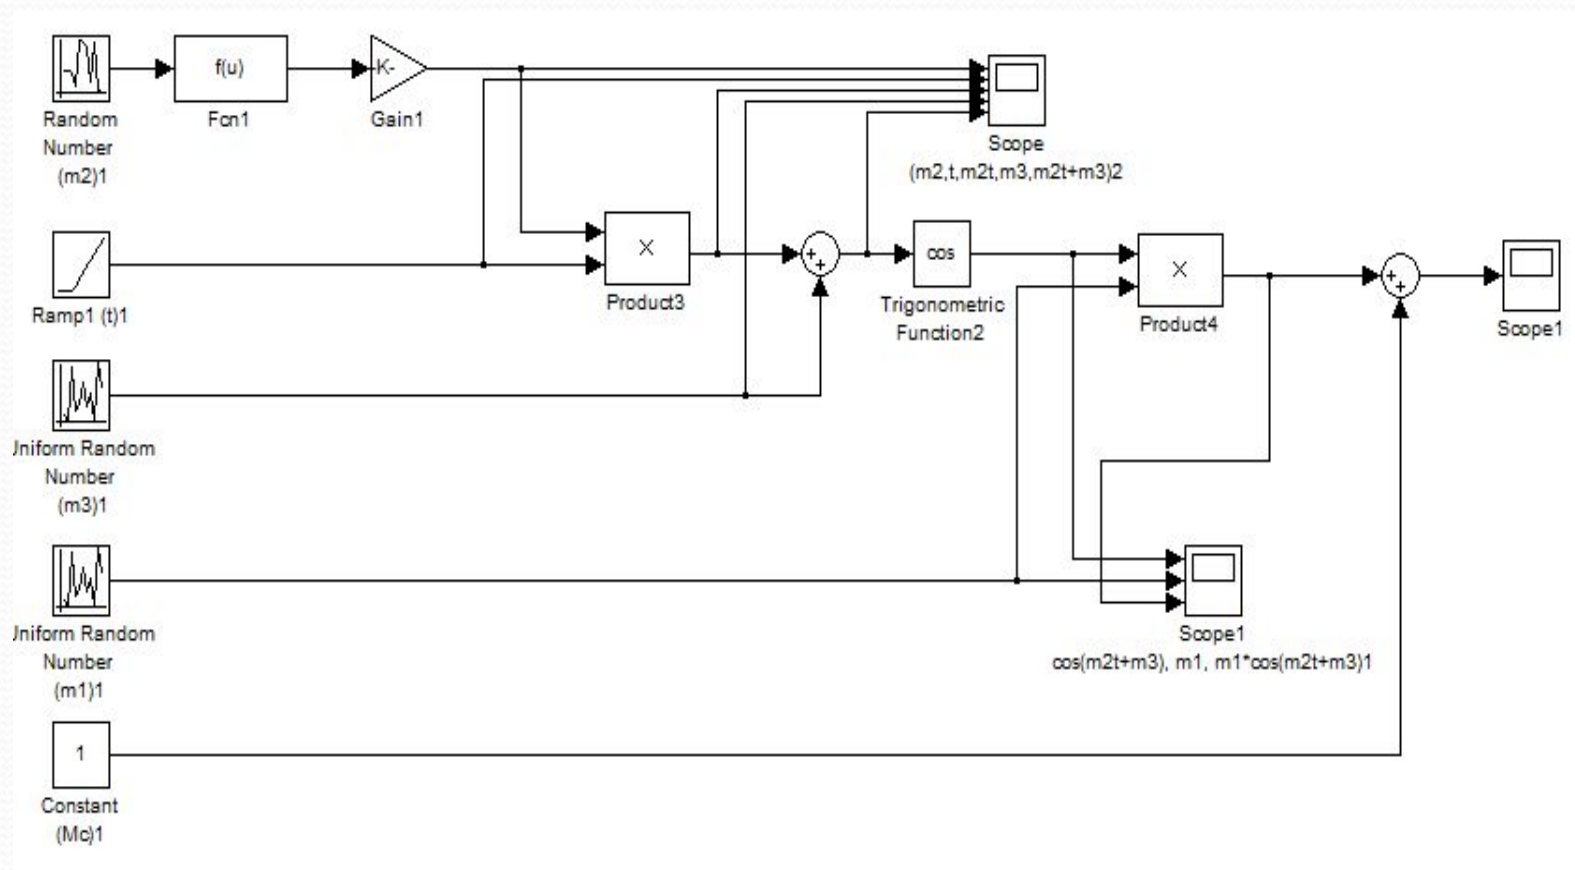 f(u)
-K-
Random
Number
(m2)1
Fcn1
Gain1
Scope
(m2,t,m2t,m3,m2t+m3)2
Ramp1 (t)1
×
Product3
+
+
cos
Trigonometric
Function2
×
Product4
+
+
Scope1
Uniform Random
Number
(m3)1
Uniform Random
Number
(m1)1
Scope1
cos(m2t+m3), m1, m1*cos(m2t+m3)1
1
Constant
(Mc)1